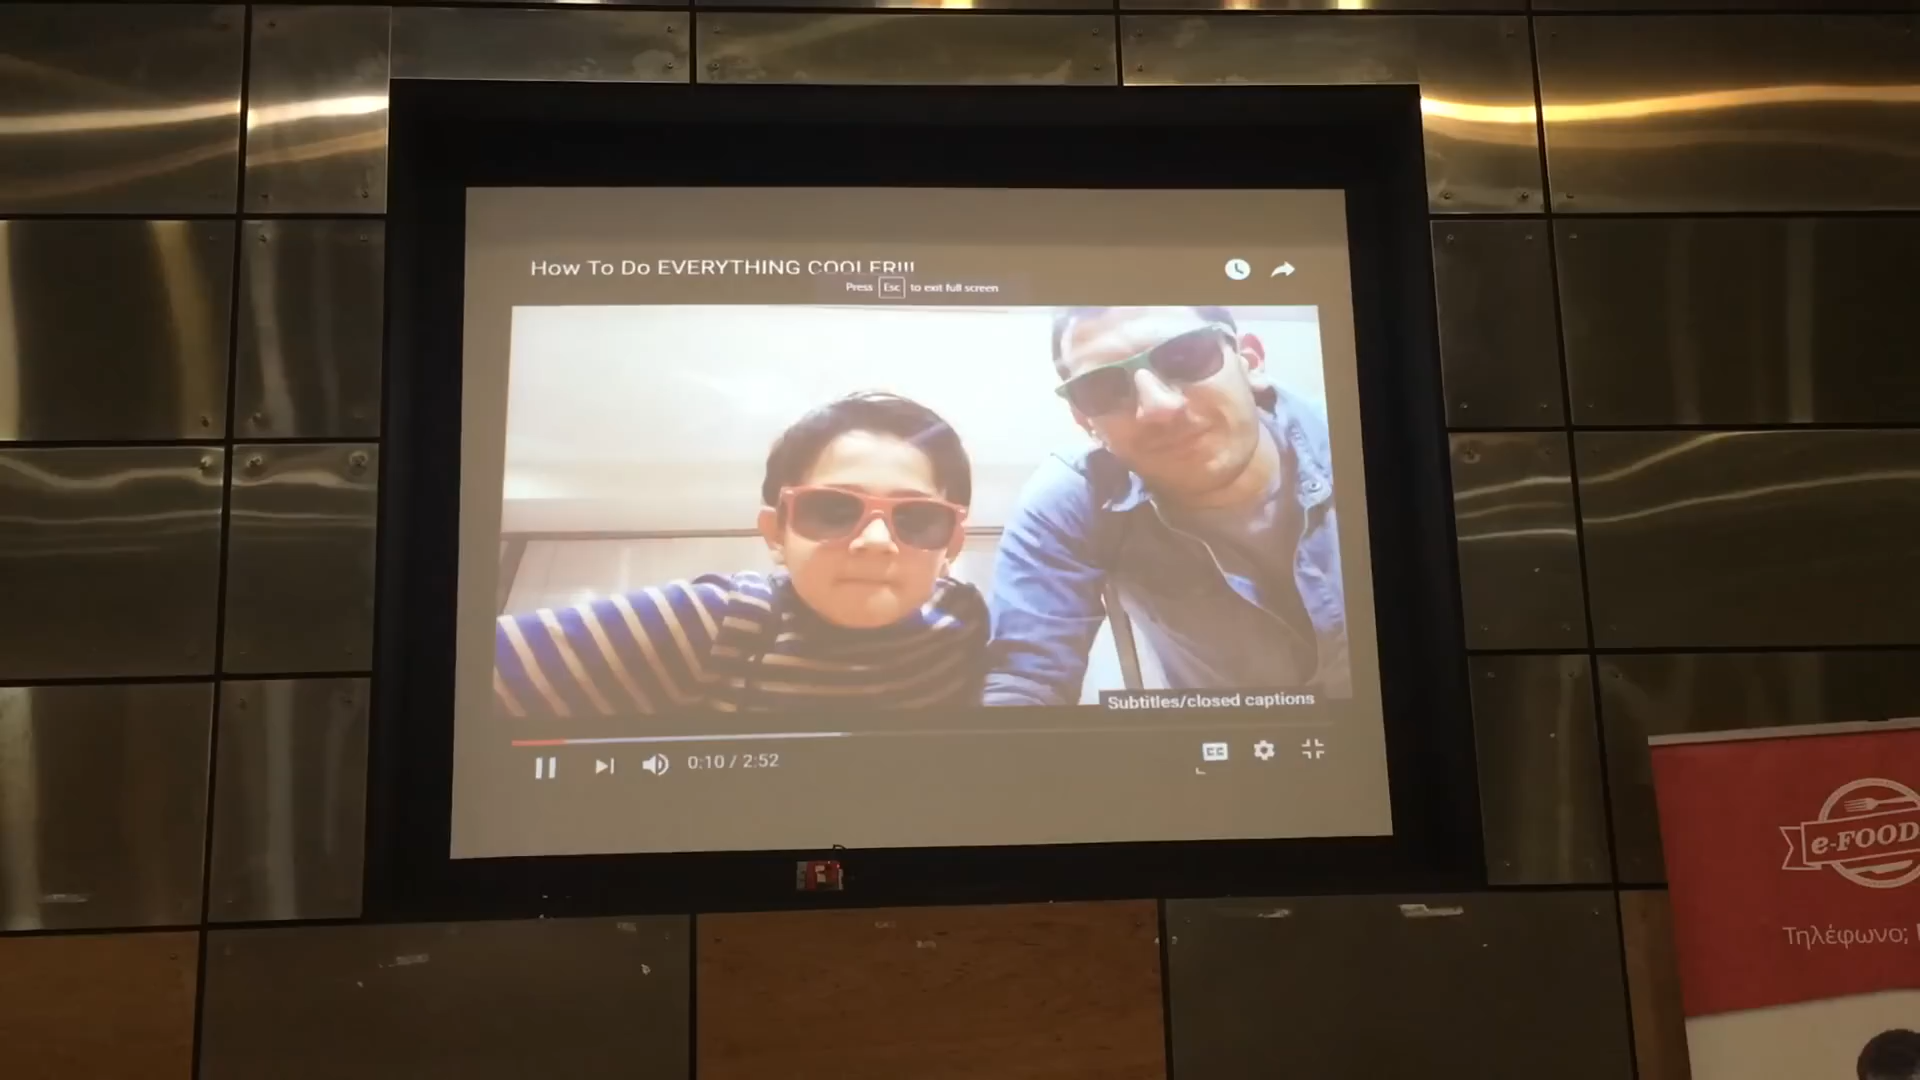 How To Do EVERYTHING COOLER!!!
Press Esc to exit full screen
Subtitles/closed captions
0:10 / 2:52
CC
e-FOOD
Τηλέφωνο;